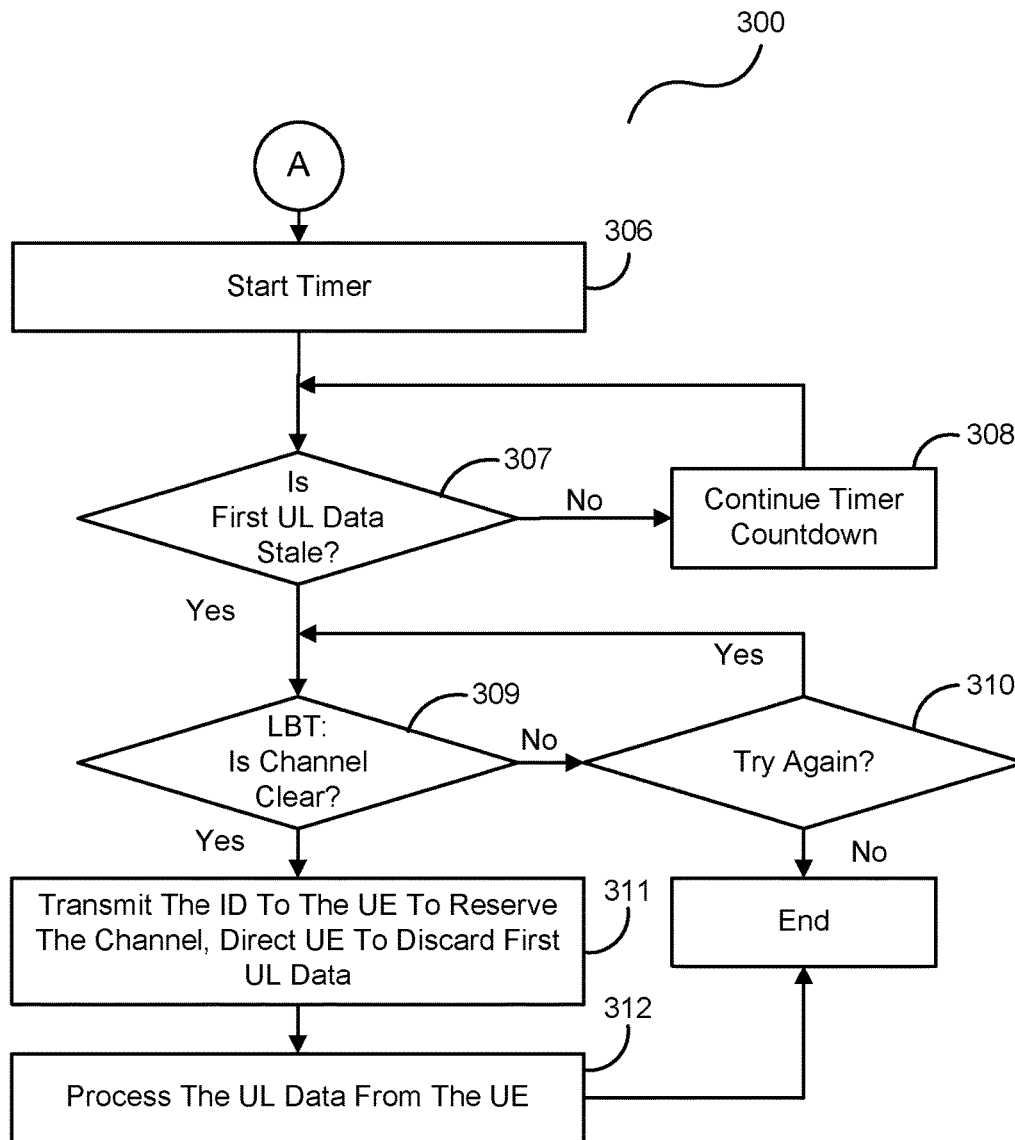 300
A
306
Start Timer
307
Is
First UL Data
Stale?
No
308
Continue Timer
Countdown
Yes
Yes
309
LBT:
Is Channel
Clear?
No
310
Try Again?
Yes
No
311
Transmit The ID To The UE To Reserve
The Channel, Direct UE To Discard First
UL Data
End
312
Process The UL Data From The UE